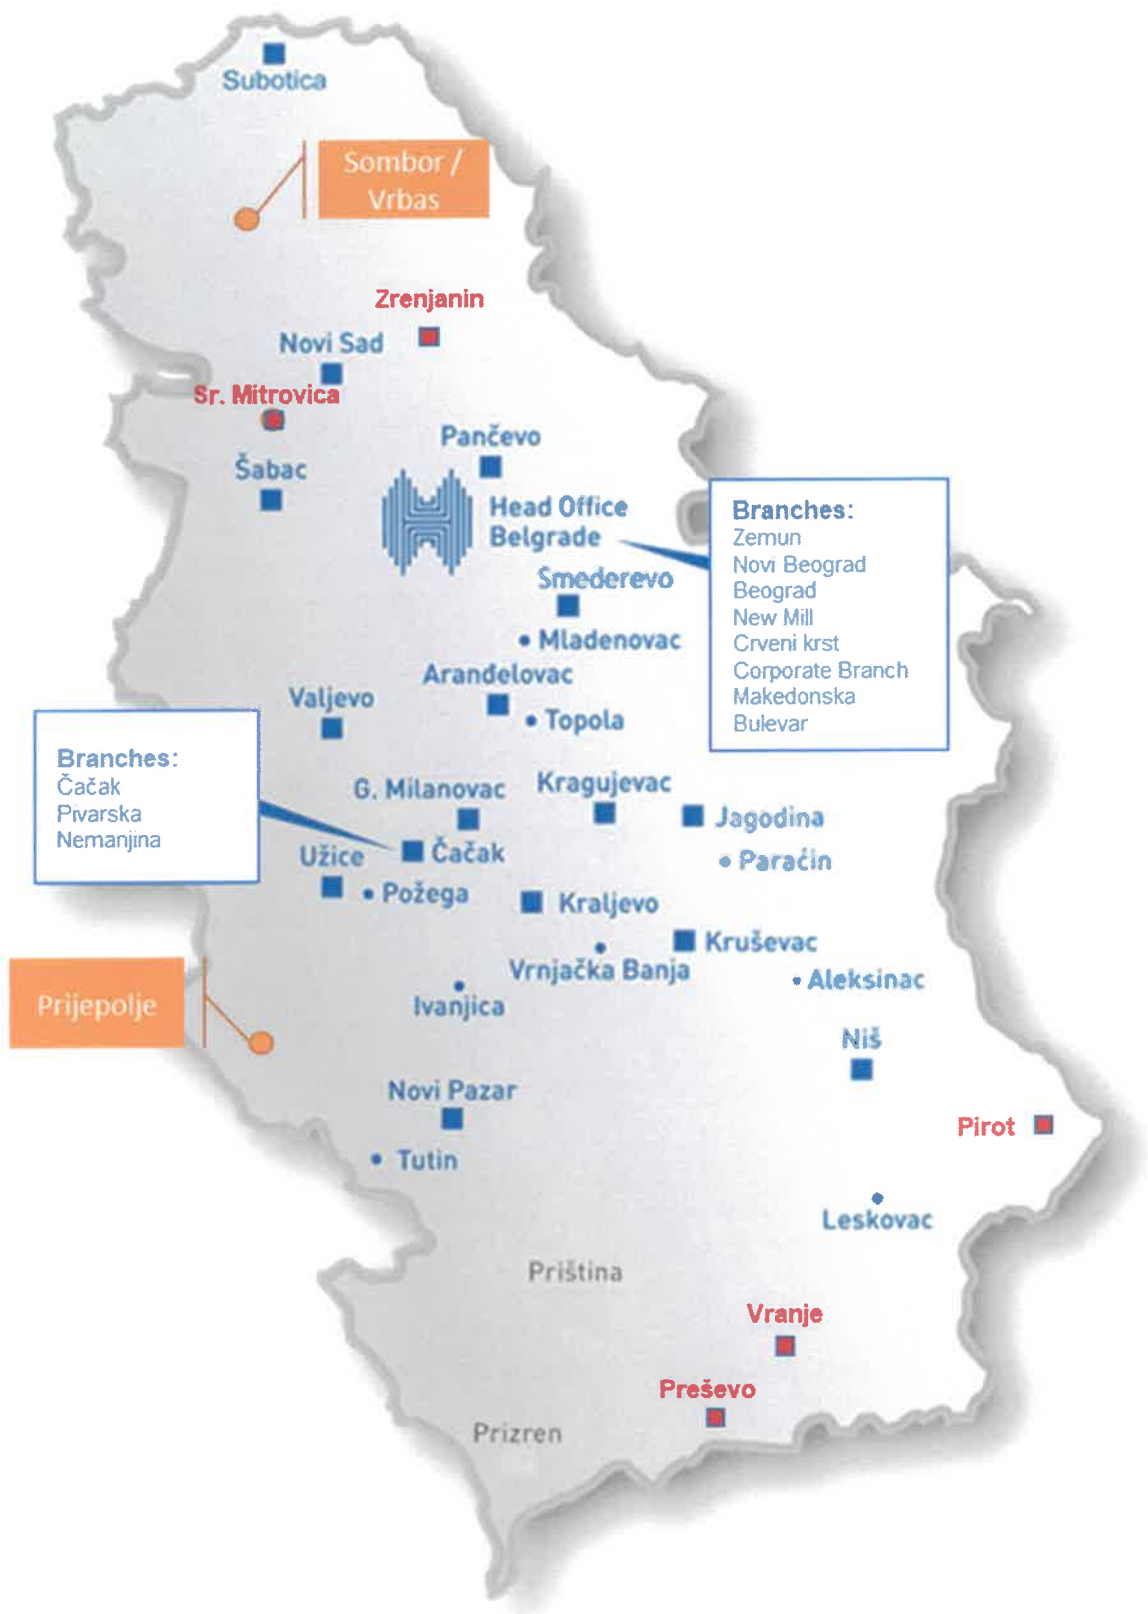 Subotica
Sombor /
Vrbas
Zrenjanin
Novi Sad
Sr. Mitrovica
Pančevo
Šabac
Head Office
Belgrade
Branches:
Zemun
Novi Beograd
Beograd
New Mill
Crveni krst
Corporate Branch
Makedonska
Bulevar
Smederevo
Mladenovac
Aranđelovac
Valjevo
Topola
Branches:
Čačak
Pivarska
Nemanjina
G. Milanovac
Kragujevac
Jagodina
Čačak
Užice
Paraćin
Požega
Kraljevo
Kruševac
Vrnjačka Banja
Aleksinac
Ivanjica
Prijepolje
Niš
Novi Pazar
Pirot
Tutin
Leskovac
Priština
Vranje
Preševo
Prizren